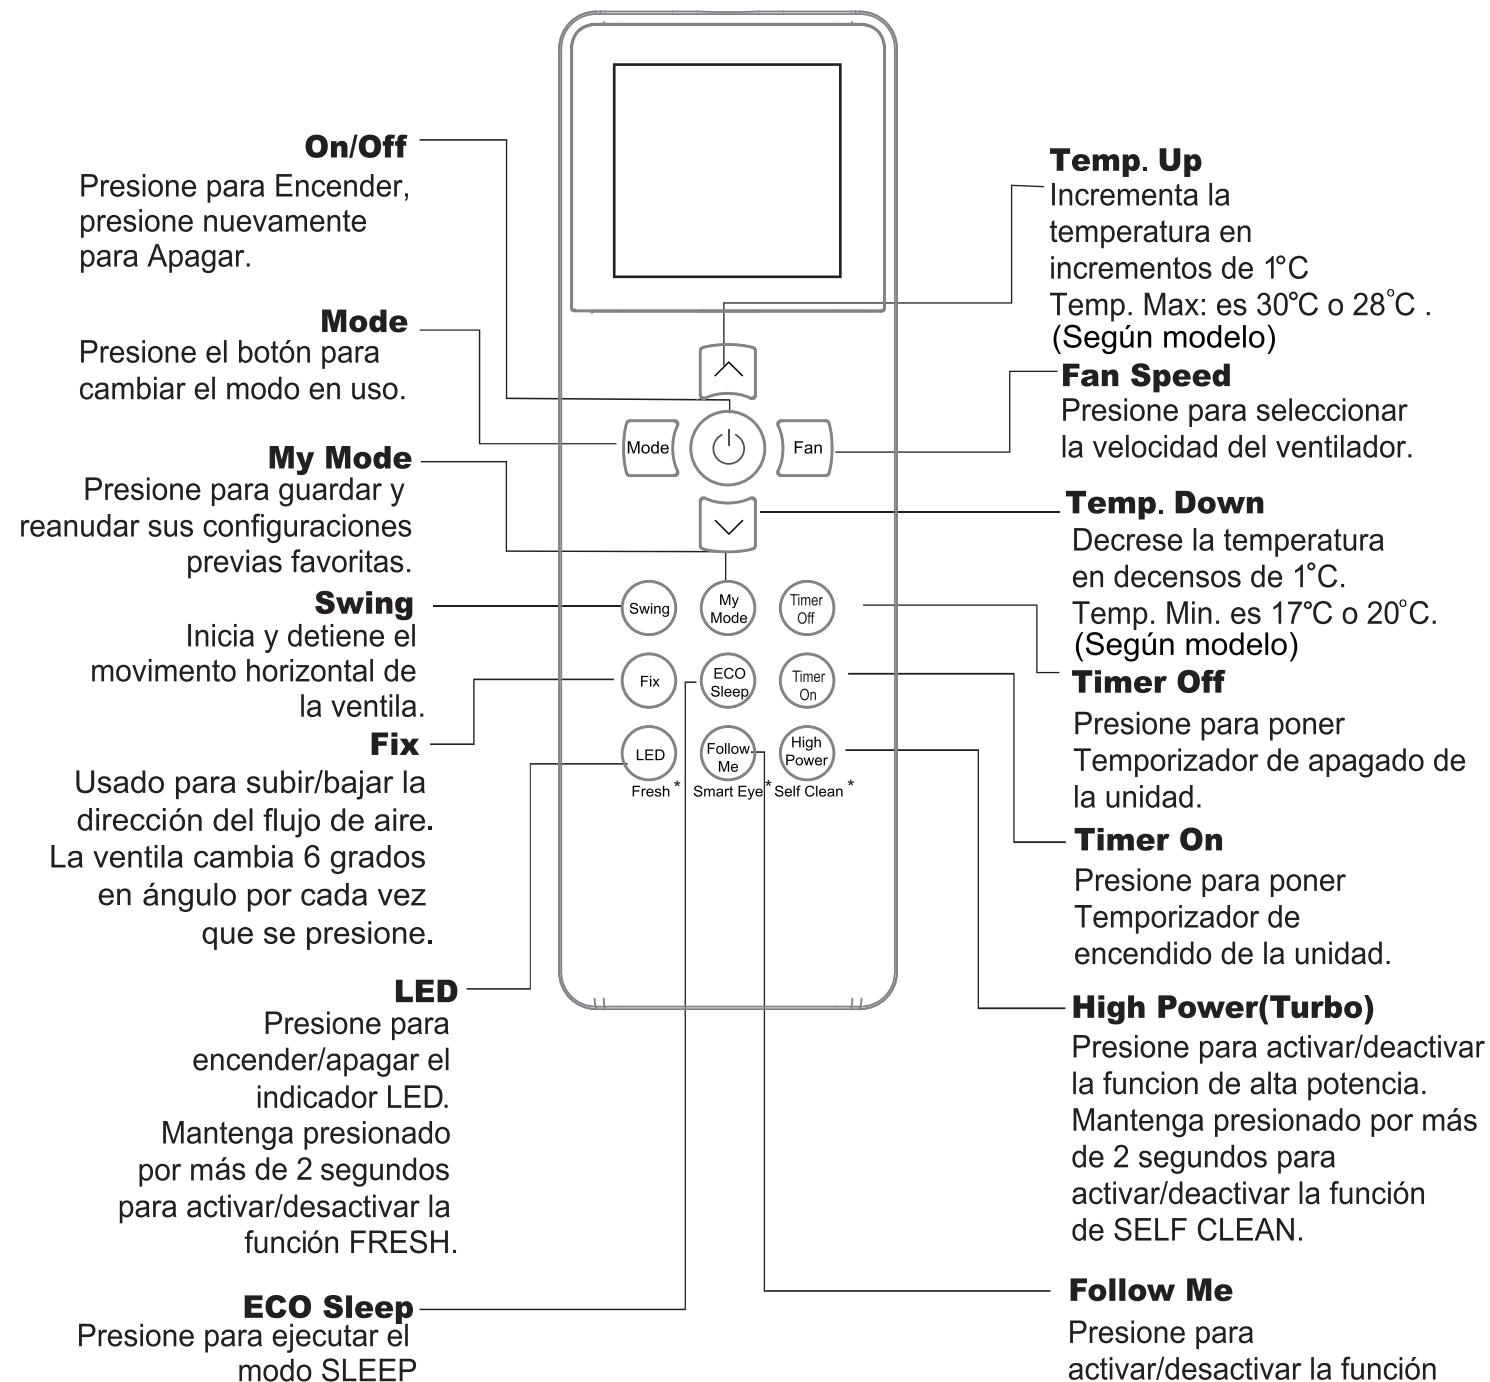 On/Off
Presione para Encender,
presione nuevamente
para Apagar.
Mode
Presione el botón para
cambiar el modo en uso.
My Mode
Presione para guardar y
reanudar sus configuraciones
previas favoritas.
Swing
Inicia y detiene el
movimento horizontal de
la ventila.
Fix
Usado para subir/bajar la
dirección del flujo de aire.
La ventila cambia 6 grados
en ángulo por cada vez
que se presione.
LED
Presione para
encender/apagar el
indicador LED.
Mantenga presionado
por más de 2 segundos
para activar/desactivar la
función FRESH.
ECO Sleep
Presione para ejecutar el
modo SLEEP
Mode
Fan
Swing
My
Mode
Timer
Off
Fix
ECO
Sleep
Timer
On
LED
Follow
Me
High
Power
Fresh *
Smart Eye *
Self Clean *
Temp. Up
Incrementa la
temperatura en
incrementos de 1°C
Temp. Max: es 30°C o 28°C .
(Según modelo)
Fan Speed
Presione para seleccionar
la velocidad del ventilador.
Temp. Down
Decrese la temperatura
en decensos de 1°C.
Temp. Min. es 17°C o 20°C.
(Según modelo)
Timer Off
Presione para poner
Temporizador de apagado de
la unidad.
Timer On
Presione para poner
Temporizador de
encendido de la unidad.
High Power(Turbo)
Presione para activar/deactivar
la funcion de alta potencia.
Mantenga presionado por más
de 2 segundos para
activar/deactivar la función
de SELF CLEAN.
Follow Me
Presione para
activar/desactivar la función